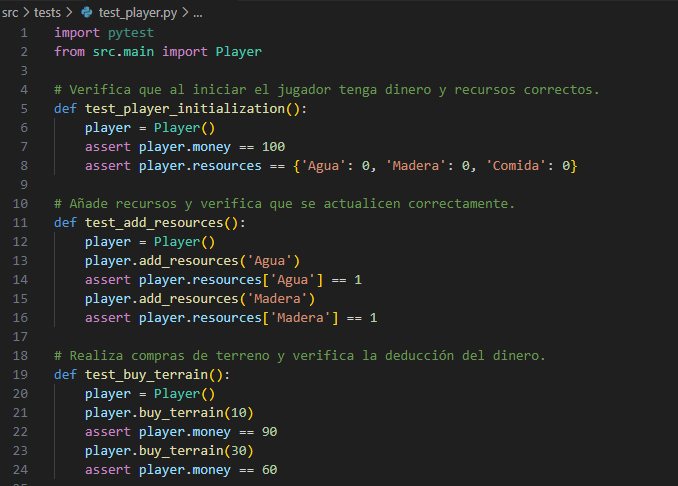 src > tests > test_player.py > ...
1 import pytest
2 from src.main import Player
3
4 # Verifica que al iniciar el jugador tenga dinero y recursos correctos.
5 def test_player_initialization():
6     player = Player()
7     assert player.money == 100
8     assert player.resources == {'Agua': 0, 'Madera': 0, 'Comida': 0}
9
10 # Añade recursos y verifica que se actualicen correctamente.
11 def test_add_resources():
12     player = Player()
13     player.add_resources('Agua')
14     assert player.resources['Agua'] == 1
15     player.add_resources('Madera')
16     assert player.resources['Madera'] == 1
17
18 # Realiza compras de terreno y verifica la deducción del dinero.
19 def test_buy_terrain():
20     player = Player()
21     player.buy_terrain(10)
22     assert player.money == 90
23     player.buy_terrain(30)
24     assert player.money == 60